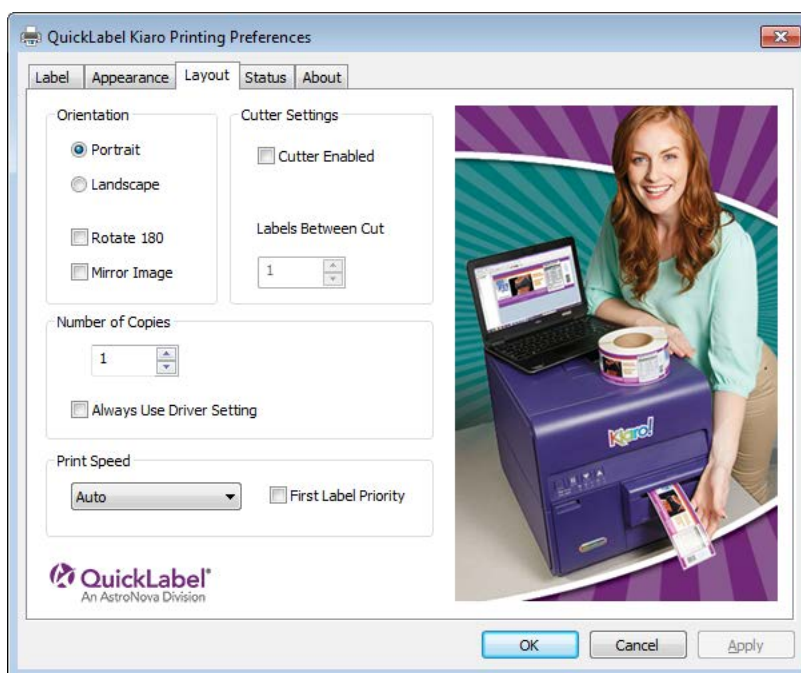 QuickLabel Kiaro Printing Preferences
Label
Appearance
Layout
Status
About
Orientation
Portrait
Landscape
Rotate 180
Mirror Image
Cutter Settings
Cutter Enabled
Labels Between Cut
1
Number of Copies
1
Always Use Driver Setting
Print Speed
Auto
First Label Priority
QuickLabel®
An AstroNova Division
Kiaro!
OK
Cancel
Apply